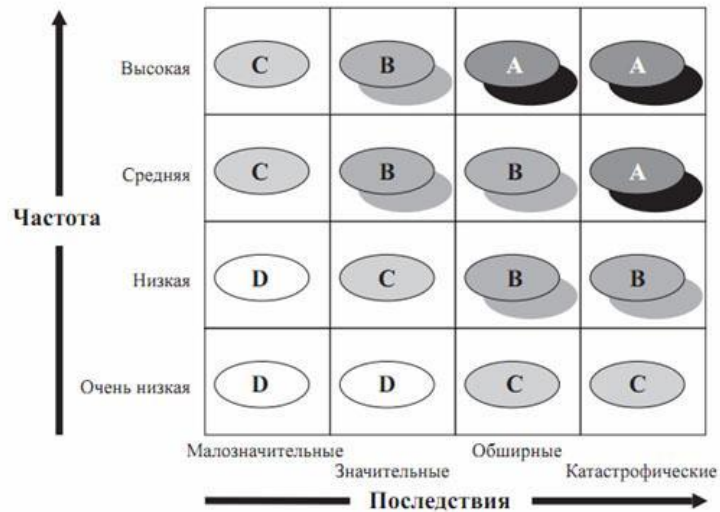 Высокая C B A A
Средняя C B B A
Частота
Низкая D C B B
Очень низкая D D C C
Малозначительные Обширные
Значительные Катастрофические
Последствия